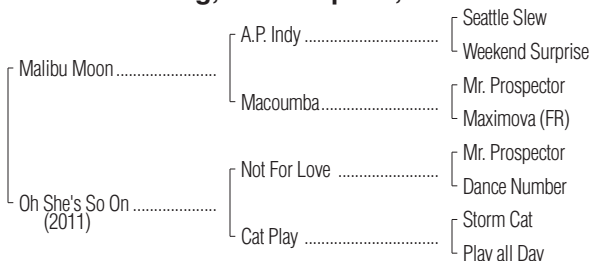 Seattle Slew
A.P. Indy
Weekend Surprise
Malibu Moon
Mr. Prospector
Macoumba
Maximova (FR)
Mr. Prospector
Not For Love
Dance Number
Oh She's So On
(2011)
Storm Cat
Cat Play
Play all Day